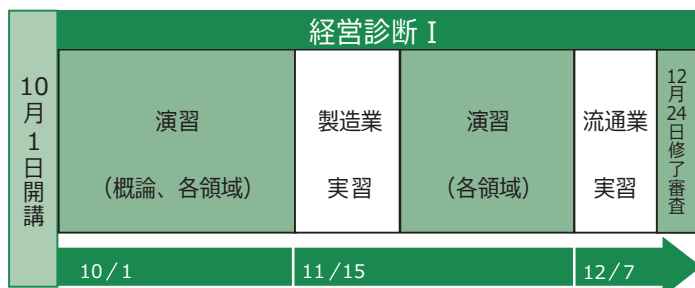 経営診断Ⅰ
10月1日開講
演習
（概論、各領域）
製造業
実習
演習
（各領域）
流通業
実習
12月24日修了審査
10／1
11／15
12／7